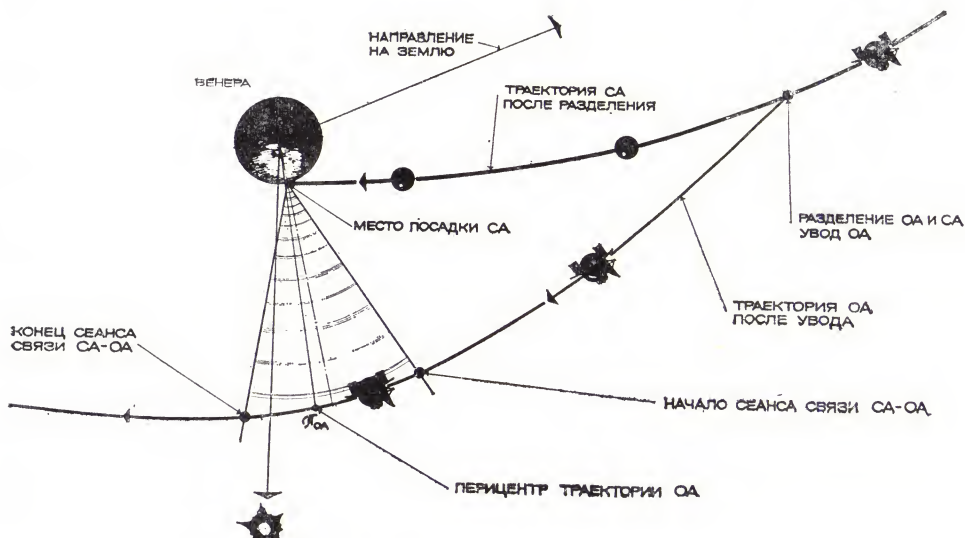 НАПРАВЛЕНИЕ
НА ЗЕМЛЮ
ВЕНЕРА
ТРАЕКТОРИЯ СА
ПОСЛЕ РАЗДЕЛЕНИЯ
МЕСТО ПОСАДКИ СА
РАЗДЕЛЕНИЕ ОА И СА
УВОД ОА
ТРАЕКТОРИЯ ОА
ПОСЛЕ УВОДА
КОНЕЦ СЕАНСА
СВЯЗИ СА-ОА
НАЧАЛО СЕАНСА СВЯЗИ СА-ОА
πОА
ПЕРИЦЕНТР ТРАЕКТОРИИ ОА